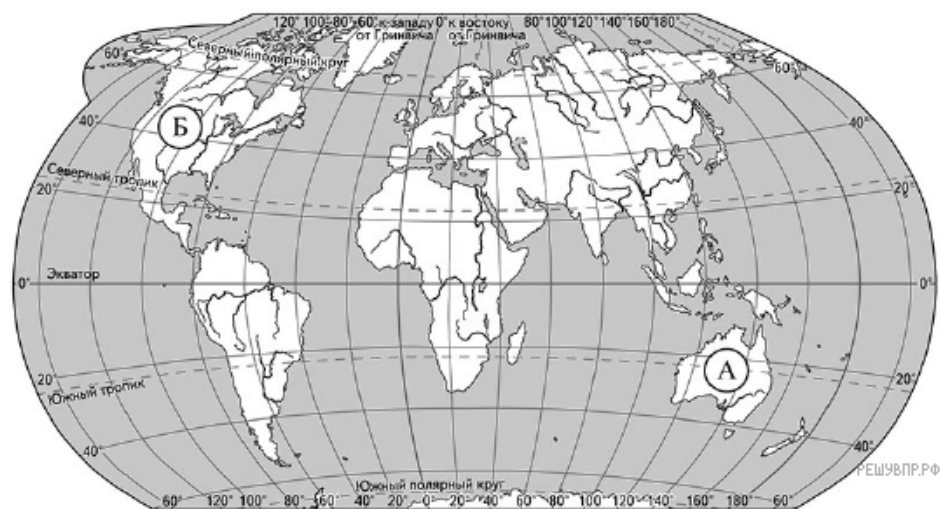 120° 100° 80° 60° к западу 0° к востоку 80° 100° 120° 140° 160° 180°
от Гринвича от Гринвича
Северный полярный круг
60° 60°
Б
40° 40°
Северный тропик
20° 20°
Экватор
0° 0°
А
20° 20°
Южный тропик
40° 40°
РЕШУВПР.РФ
Южный полярный круг
60° 120° 100° 80° 60° 40° 20° 0° 20° 40° 60° 80° 100° 120° 140° 160° 180° 60°